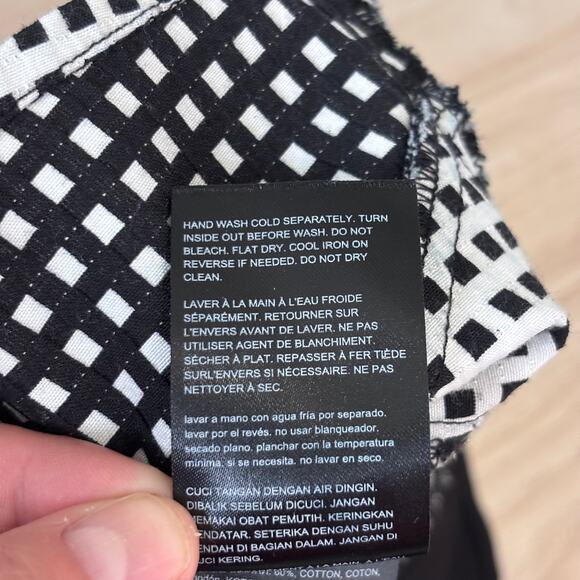 HAND WASH COLD SEPARATELY. TURN
INSIDE OUT BEFORE WASH. DO NOT
BLEACH. FLAT DRY. COOL IRON ON
REVERSE IF NEEDED. DO NOT DRY
CLEAN.
LAVER À LA MAIN À L'EAU FROIDE
SÉPARÉMENT. RETOURNER SUR
L'ENVERS AVANT DE LAVER. NE PAS
UTILISER AGENT DE BLANCHIMENT.
SÉCHER À PLAT. REPASSER À FER TIÈDE
SURL'ENVERS SI NÉCESSAIRE. NE PAS
NETTOYER À SEC.
lavar a mano con agua fría por separado.
lavar por el revés. no usar blanqueador.
secado plano. planchar con la temperatura
mínima, si se necesita. no lavar en seco.
CUCI TANGAN DENGAN AIR DINGIN.
DIBALIK SEBELUM DICUCI. JANGAN
MEMAKAI OBAT PEMUTIH. KERINGKAN
MENDATAR. SETERIKA DENGAN SUHU
ENDAH DI BAGIAN DALAM. JANGAN DI
UCI KERING.
80%, COTTON, COTON,